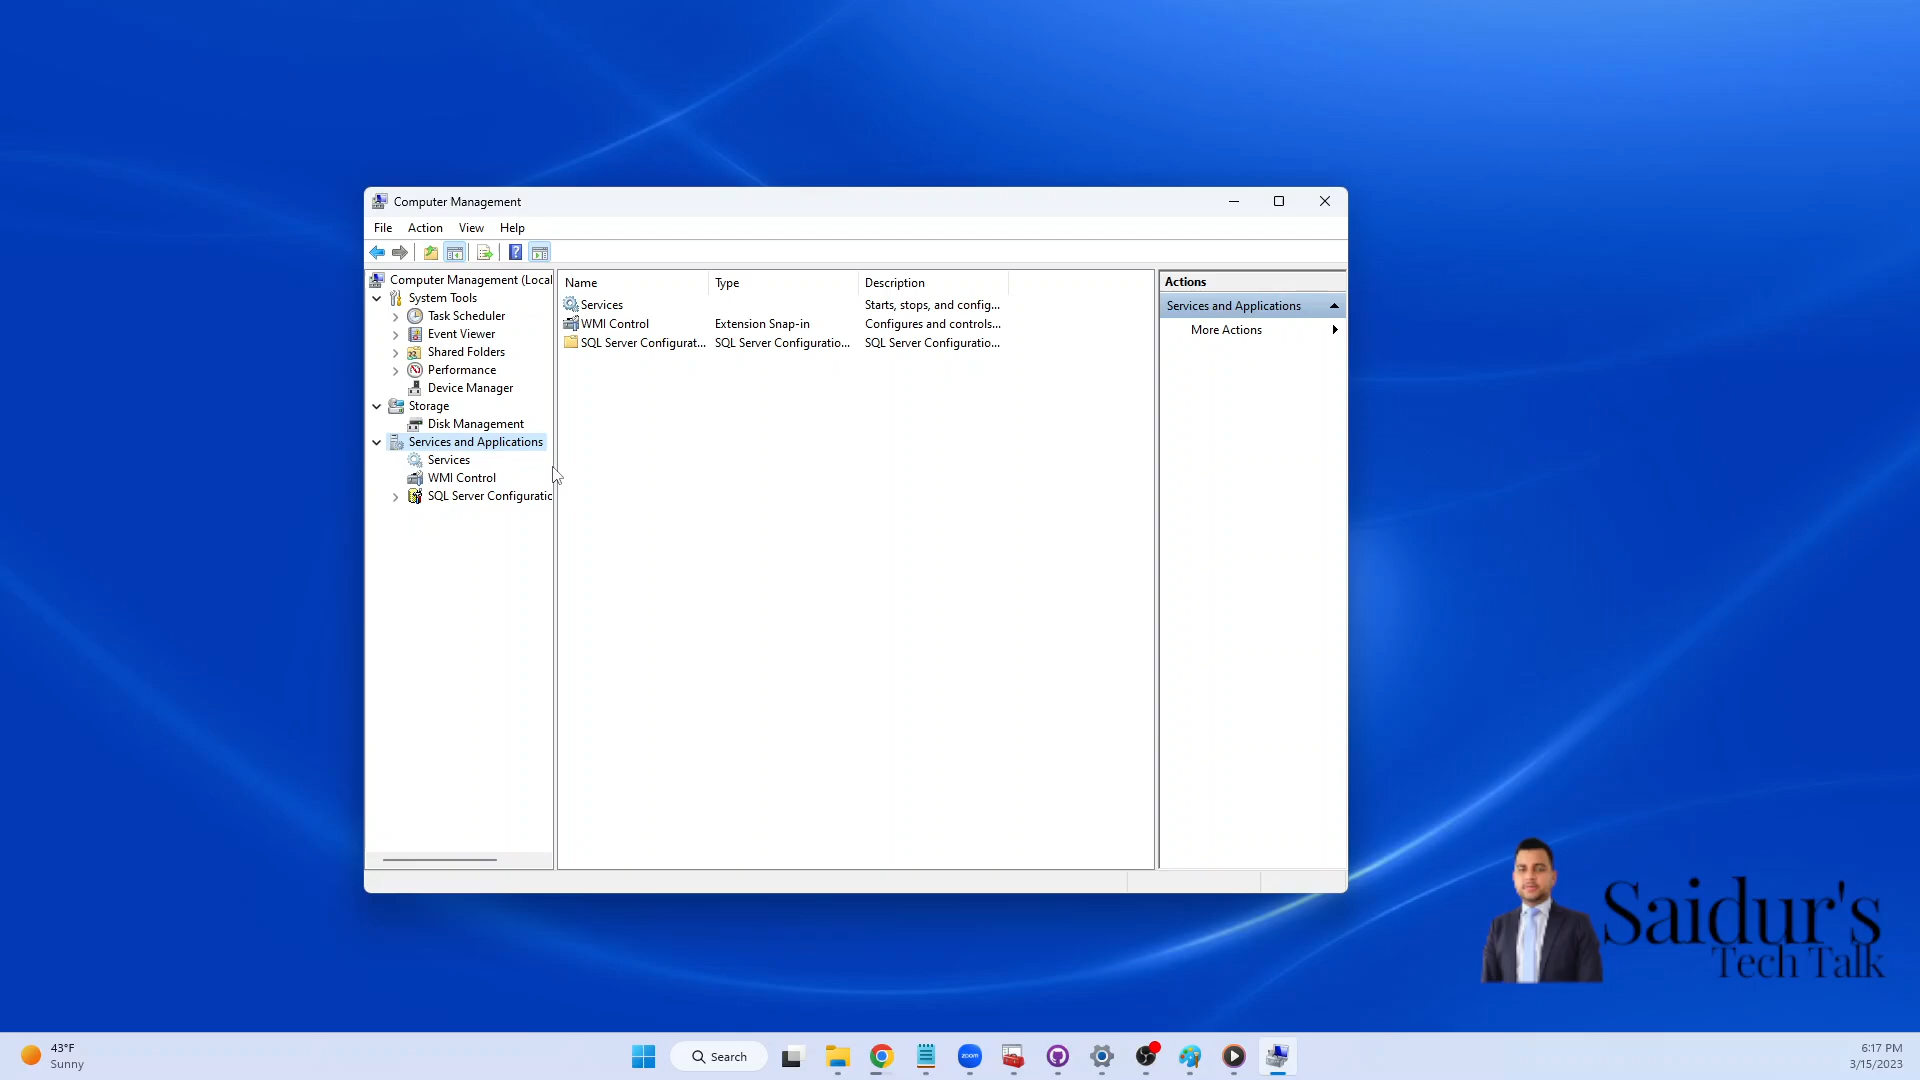 Computer Management
File Action View Help
Computer Management (Local
System Tools
Task Scheduler
Event Viewer
Shared Folders
Performance
Device Manager
Storage
Disk Management
Services and Applications
Services
WMI Control
SQL Server Configuratic
Name Type Description
Services Starts, stops, and config...
WMI Control Extension Snap-in Configures and controls...
SQL Server Configurat... SQL Server Configuratio... SQL Server Configuratio...
Actions
Services and Applications
More Actions
Saidur's
Tech Talk
43°F
Sunny
Search
zoom
6:17 PM
3/15/2023